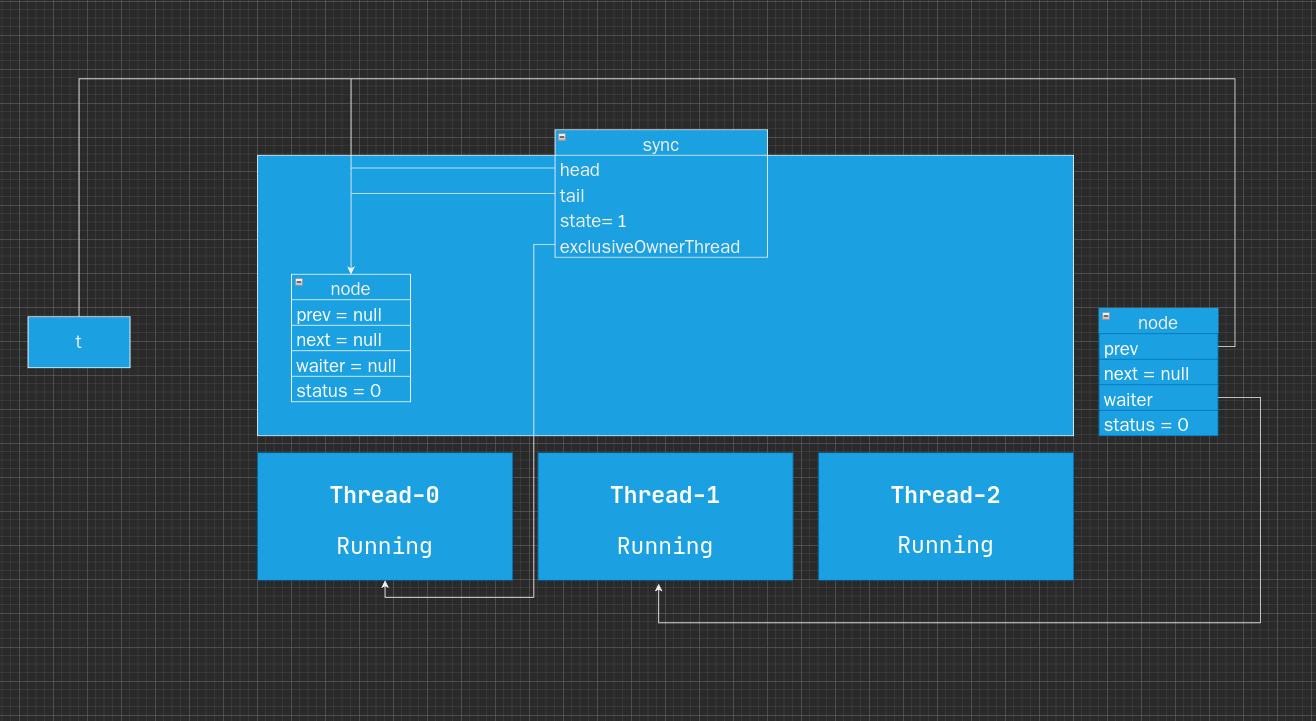 sync
head
tail
state= 1
exclusiveOwnerThread
node
prev = null
next = null
waiter = null
status = 0
t
node
prev
next = null
waiter
status = 0
Thread-0
Running
Thread-1
Running
Thread-2
Running